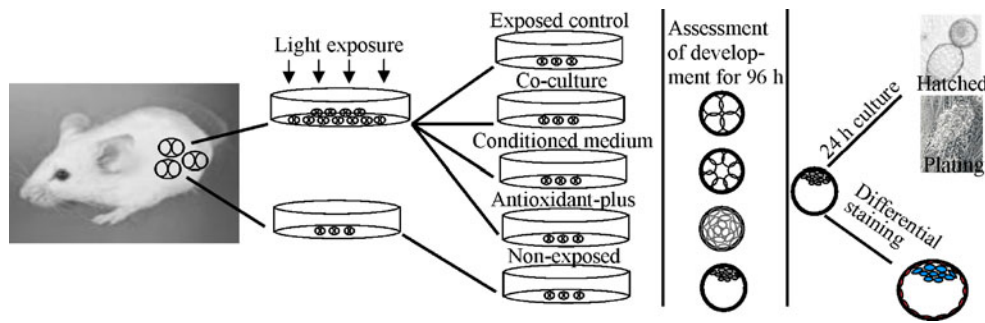 Light exposure
Exposed control
Co-culture
Conditioned medium
Antioxidant-plus
Non-exposed
Assessment
of develop-
ment for 96 h
24 h culture
Hatched
Plating
Differential
staining